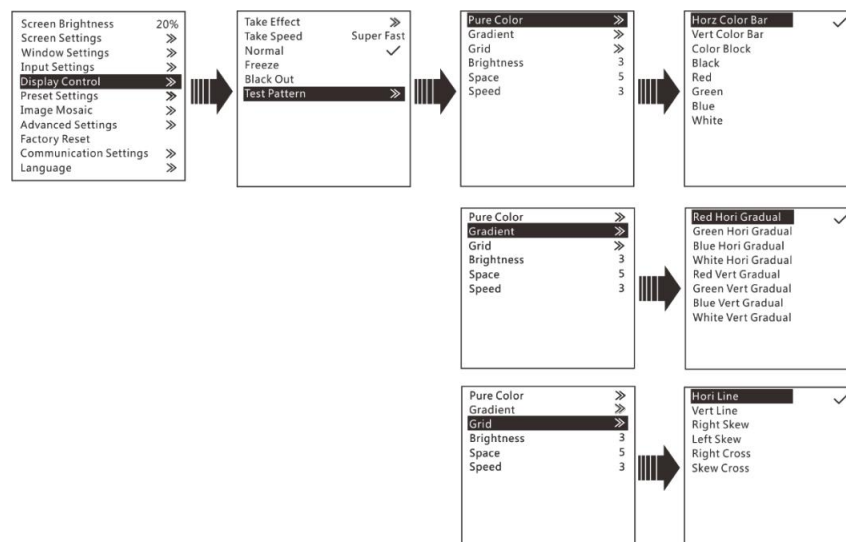 Screen Brightness 20%
Screen Settings
Window Settings
Input Settings
Display Control
Preset Settings
Image Mosaic
Advanced Settings
Factory Reset
Communication Settings
Language
Take Effect
Take Speed Super Fast
Normal
Freeze
Black Out
Test Pattern
Pure Color
Gradient
Grid
Brightness 3
Space 5
Speed 3
Horz Color Bar
Vert Color Bar
Color Block
Black
Red
Green
Blue
White
Pure Color
Gradient
Grid
Brightness 3
Space 5
Speed 3
Red Hori Gradual
Green Hori Gradual
Blue Hori Gradual
White Hori Gradual
Red Vert Gradual
Green Vert Gradual
Blue Vert Gradual
White Vert Gradual
Pure Color
Gradient
Grid
Brightness 3
Space 5
Speed 3
Hori Line
Vert Line
Right Skew
Left Skew
Right Cross
Skew Cross